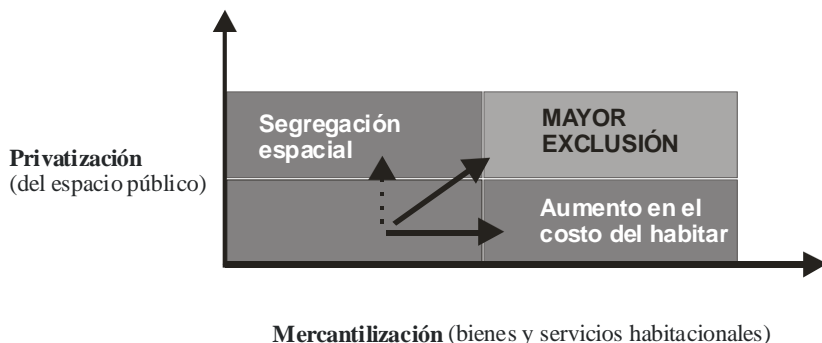 Segregación
espacial
MAYOR
EXCLUSIÓN
Privatización
(del espacio público)
Aumento en el
costo del habitar
Mercantilización (bienes y servicios habitacionales)